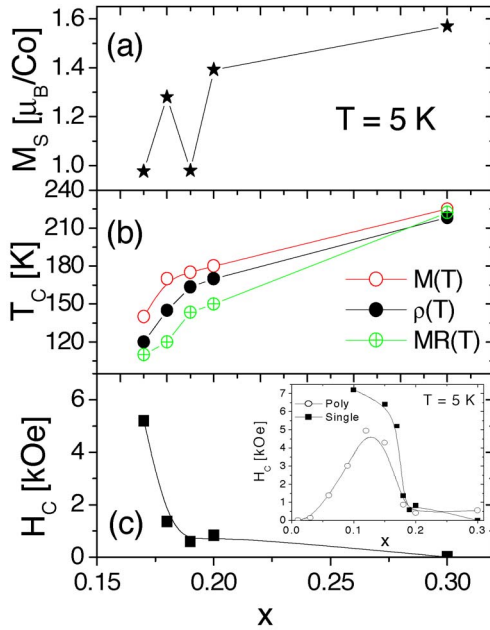 (a)
M_S [μ_B/Co]
1.6
1.4
1.2
1.0
T = 5 K
(b)
T_C [K]
240
210
180
150
120
M(T)
ρ(T)
MR(T)
(c)
H_C [kOe]
6
4
2
0
0.15 0.20 0.25 0.30
x
Poly
Single
T = 5 K
H_C [kOe]
7
6
5
4
3
2
1
0
0.0 0.1 0.2 0.3
x